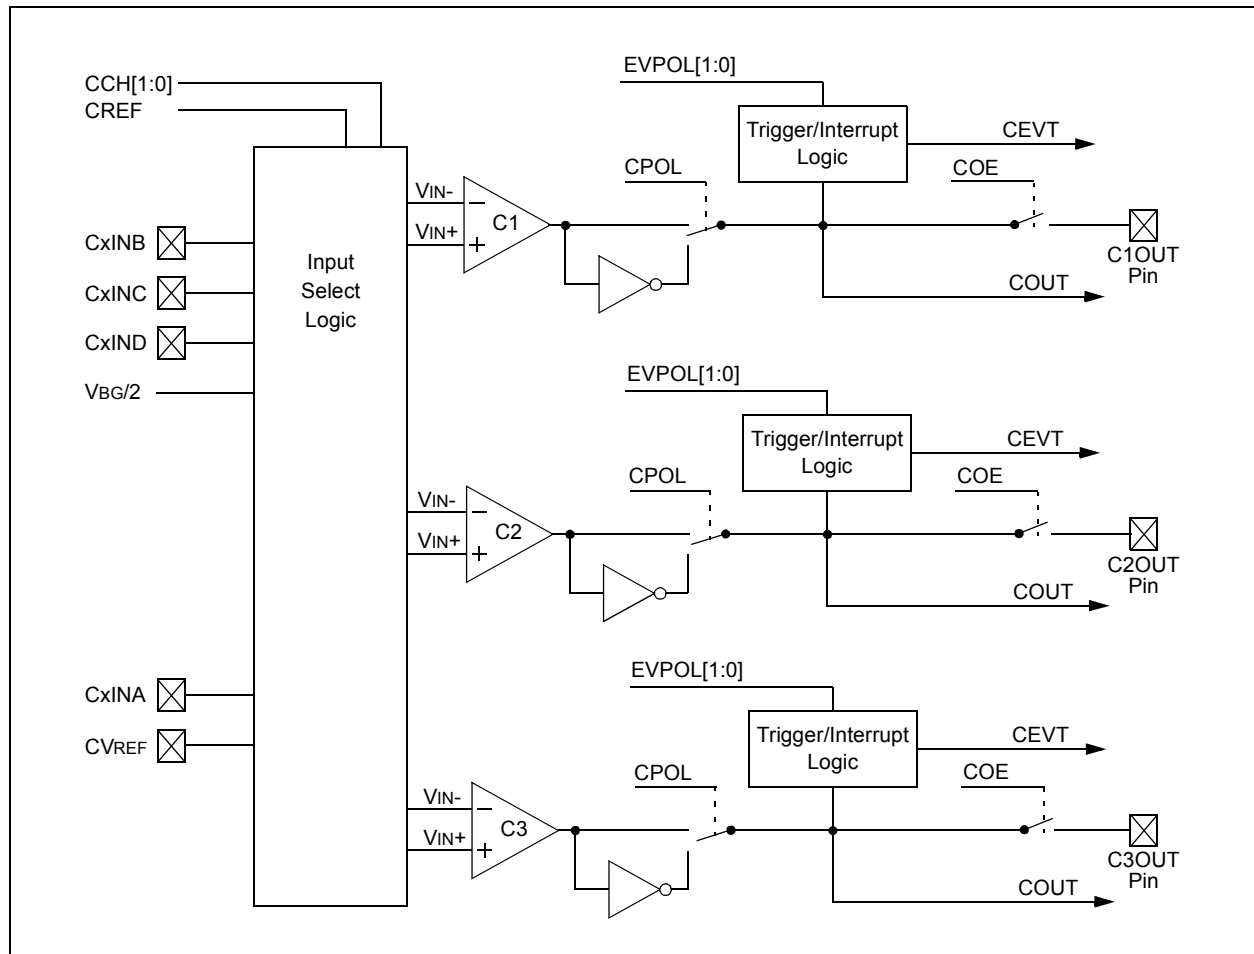 CCH[1:0]
CREF
CxINB
CxINC
CxIND
VBG/2
CxINA
CVREF
Input
Select
Logic
EVPOL[1:0]
Trigger/Interrupt
Logic
CEVT
CPOL
COE
VIN-
VIN+
C1
C1OUT
Pin
COUT
EVPOL[1:0]
Trigger/Interrupt
Logic
CEVT
CPOL
COE
VIN-
VIN+
C2
C2OUT
Pin
COUT
EVPOL[1:0]
Trigger/Interrupt
Logic
CEVT
CPOL
COE
VIN-
VIN+
C3
C3OUT
Pin
COUT